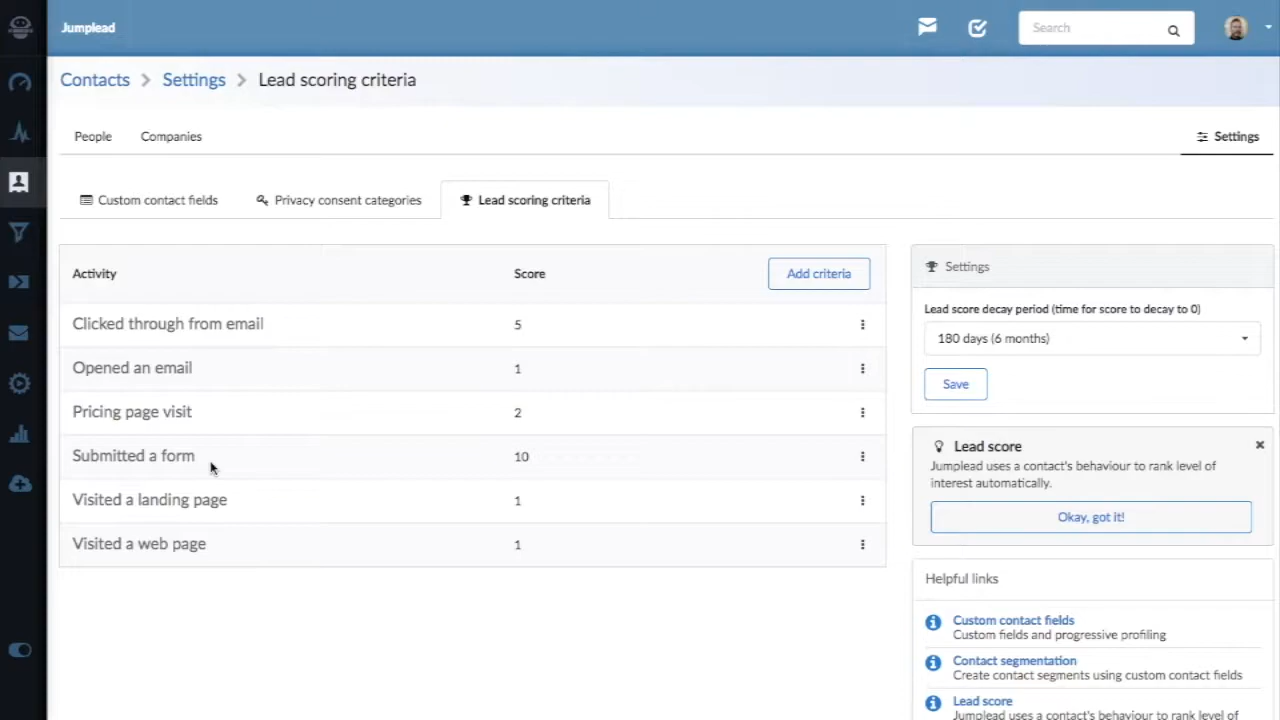 Jumplead
Search
Contacts > Settings > Lead scoring criteria
People Companies Settings
Custom contact fields Privacy consent categories Lead scoring criteria
Activity Score Add criteria
Clicked through from email 5
Opened an email 1
Pricing page visit 2
Submitted a form 10
Visited a landing page 1
Visited a web page 1
Settings
Lead score decay period (time for score to decay to 0)
180 days (6 months)
Save
Lead score
Jumplead uses a contact's behaviour to rank level of
interest automatically.
Okay, got it!
Helpful links
Custom contact fields
Custom fields and progressive profiling
Contact segmentation
Create contact segments using custom contact fields
Lead score
Jumplead uses a contact's behaviour to rank level of